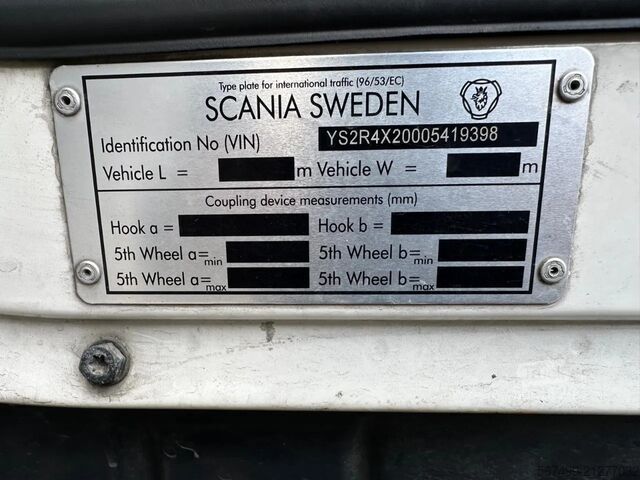 Type plate for international traffic (96/53/EC)
SCANIA SWEDEN
Identification No (VIN) YS2R4X20005419398
Vehicle L = m Vehicle W = m
Coupling device measurements (mm)
Hook a = Hook b =
5th Wheel a= min 5th Wheel b= min
5th Wheel a= max 5th Wheel b= max